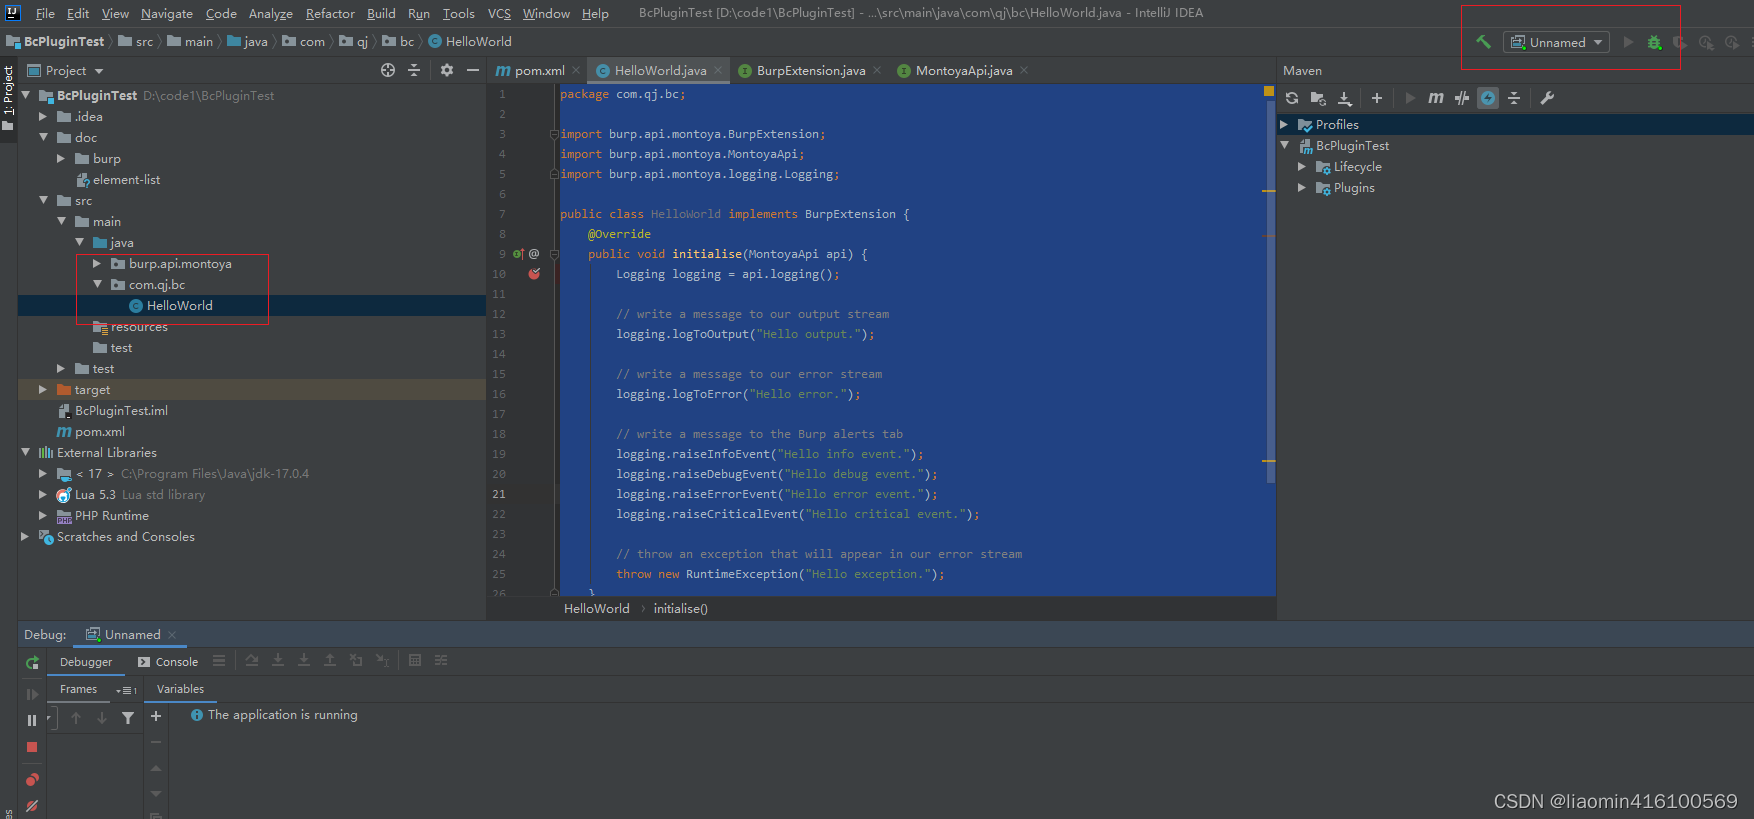 File Edit View Navigate Code Analyze Refactor Build Run Tools VCS Window Help BcPluginTest [D:\code1\BcPluginTest] - ...\src\main\java\com\qj\bc\HelloWorld.java - IntelliJ IDEA
BcPluginTest src main java com qj bc HelloWorld
Unnamed
1: Project
Project
pom.xml HelloWorld.java BurpExtension.java MontoyaApi.java
Maven
BcPluginTest D:\code1\BcPluginTest
.idea
doc
burp
element-list
src
main
java
burp.api.montoya
com.qj.bc
HelloWorld
resources
test
test
target
BcPluginTest.iml
pom.xml
External Libraries
< 17 > C:\Program Files\Java\jdk-17.0.4
Lua 5.3 Lua std library
PHP Runtime
Scratches and Consoles
1 package com.qj.bc;
2
3 import burp.api.montoya.BurpExtension;
4 import burp.api.montoya.MontoyaApi;
5 import burp.api.montoya.logging.Logging;
6
7 public class HelloWorld implements BurpExtension {
8 @Override
9 public void initialise(MontoyaApi api) {
10 Logging logging = api.logging();
11
12 // write a message to our output stream
13 logging.logToOutput("Hello output.");
14
15 // write a message to our error stream
16 logging.logToError("Hello error.");
17
18 // write a message to the Burp alerts tab
19 logging.raiseInfoEvent("Hello info event.");
20 logging.raiseDebugEvent("Hello debug event.");
21 logging.raiseErrorEvent("Hello error event.");
22 logging.raiseCriticalEvent("Hello critical event.");
23
24 // throw an exception that will appear in our error stream
25 throw new RuntimeException("Hello exception.");
26 }
HelloWorld initialise()
Profiles
BcPluginTest
Lifecycle
Plugins
Debug: Unnamed
Debugger Console
Frames Variables
The application is running
CSDN @liaomin416100569